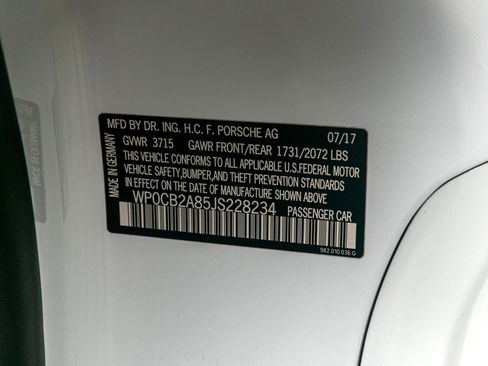 MFD BY DR. ING. H.C. F. PORSCHE AG 07/17
GVWR 3715 GAWR FRONT/REAR 1731/2072 LBS
THIS VEHICLE CONFORMS TO ALL APPLICABLE U.S.FEDERAL MOTOR
VEHICLE SAFETY, BUMPER, AND THEFT PREVENTION STANDARDS
IN EFFECT ON THE DATE OF MANUFACTURE SHOWN ABOVE
WP0CB2A85JS228234 PASSENGER CAR
MADE IN GERMANY
982.010.036.G